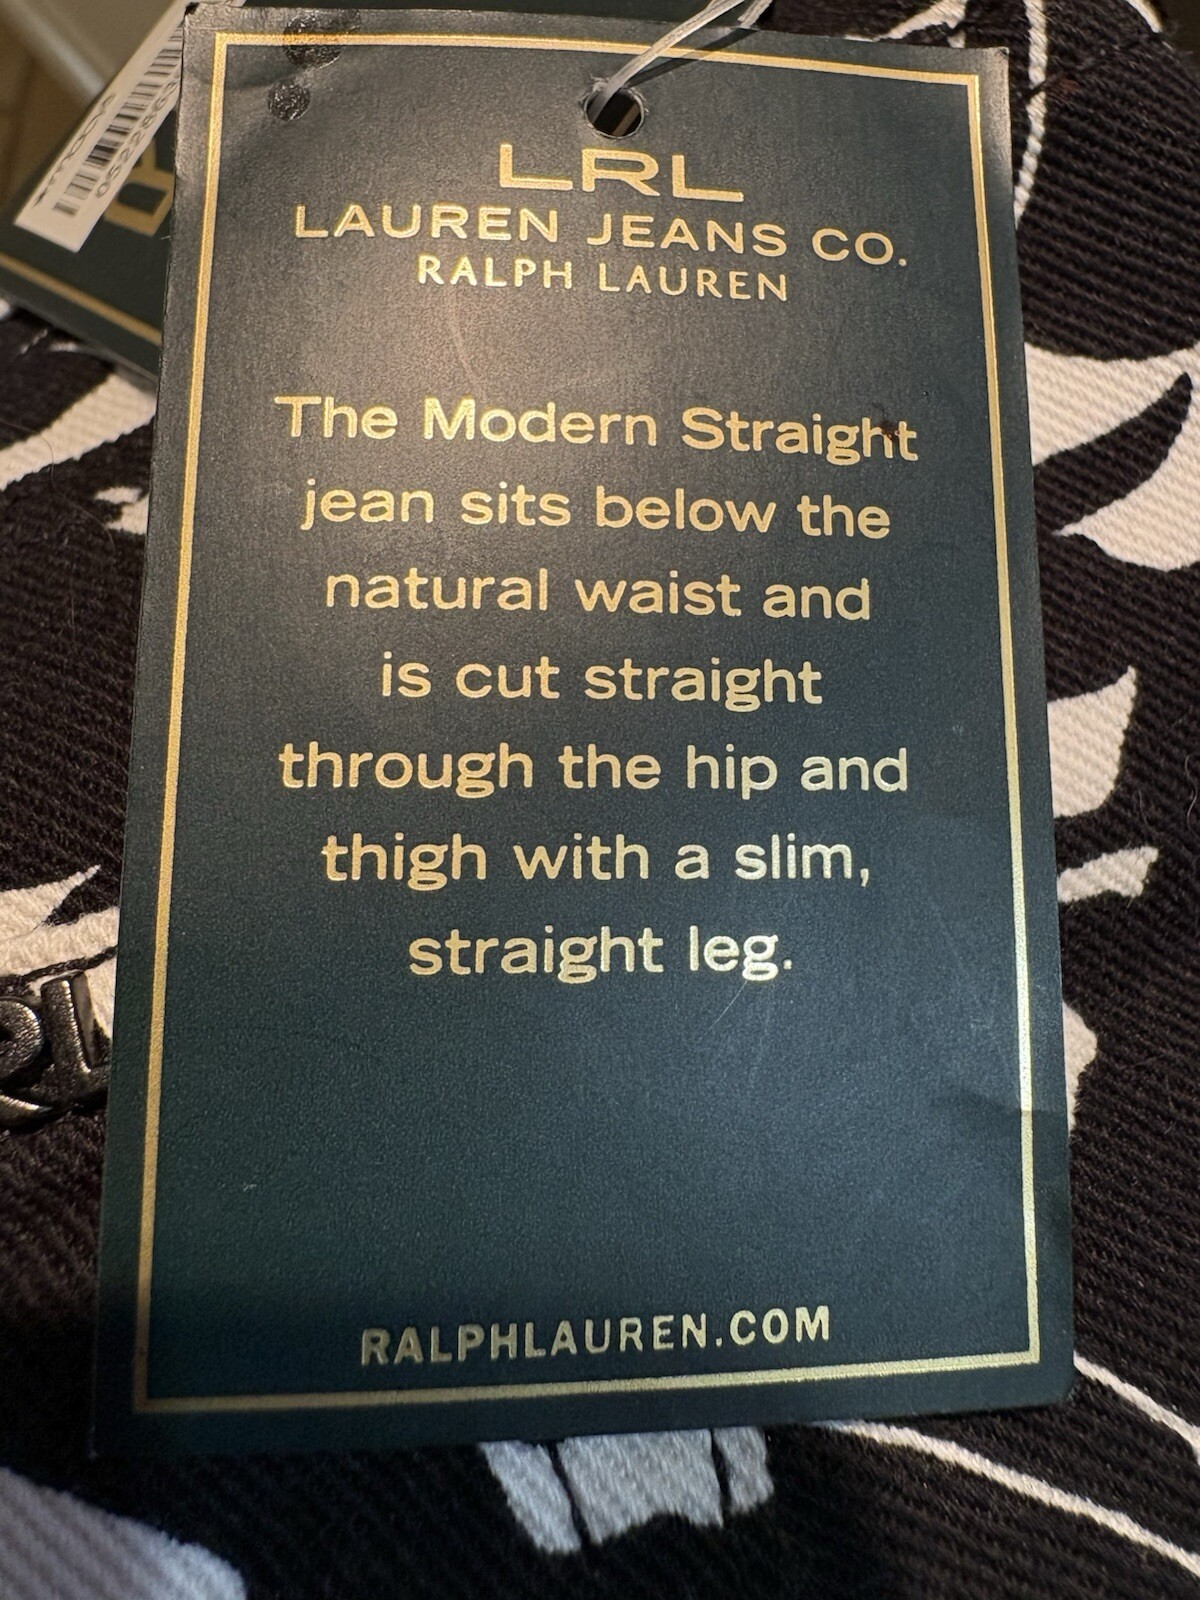 LRL
LAUREN JEANS CO.
RALPH LAUREN
The Modern Straight
jean sits below the
natural waist and
is cut straight
through the hip and
thigh with a slim,
straight leg.
RALPHLAUREN.COM